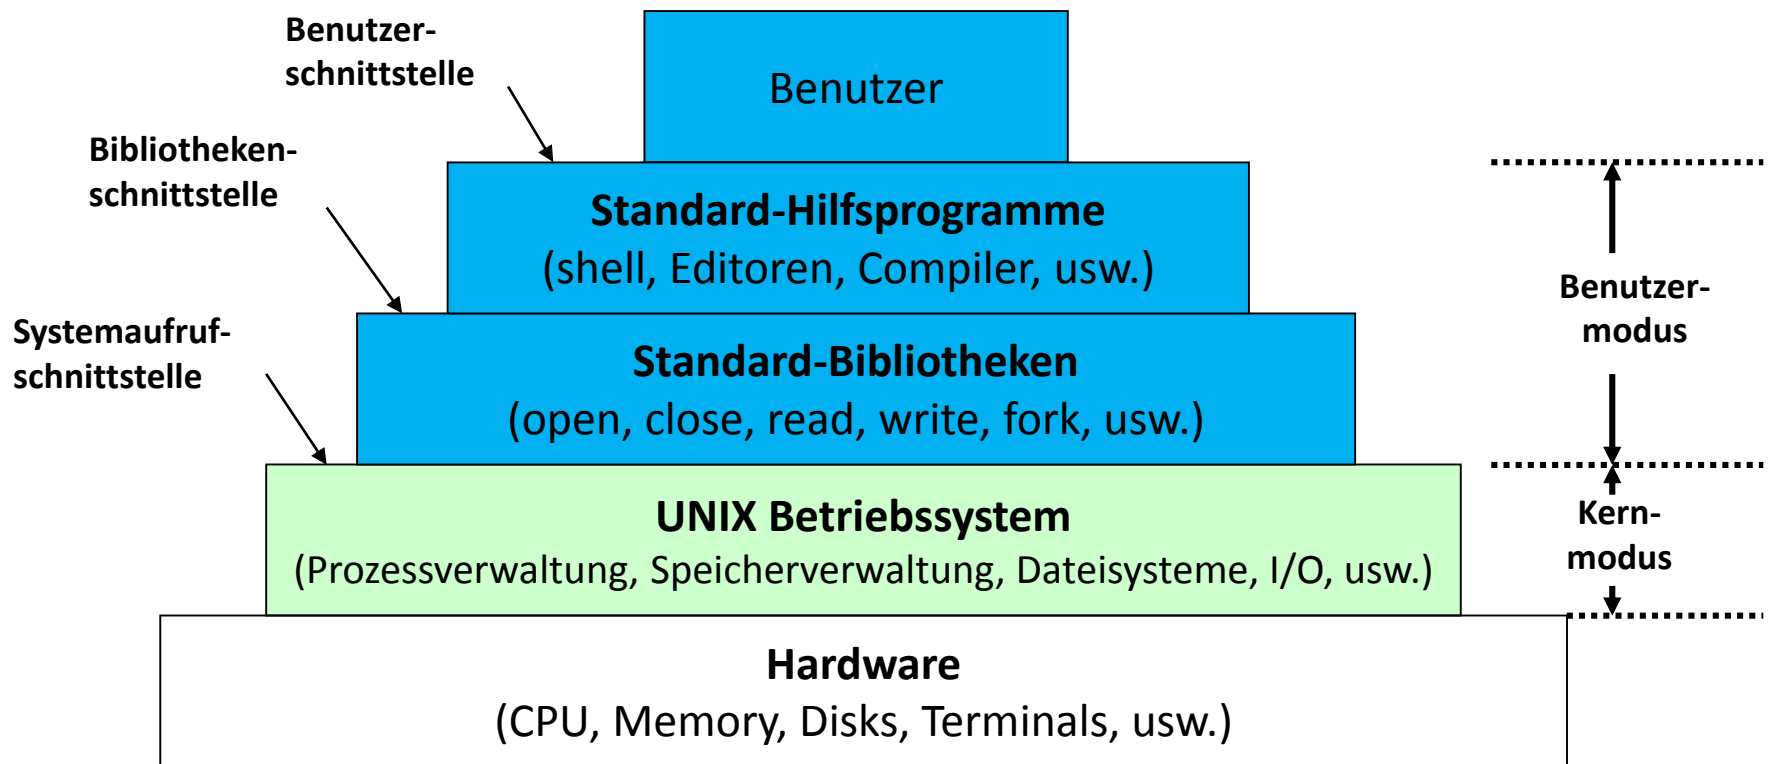 Benutzer-
schnittstelle
Benutzer
Bibliotheken-
schnittstelle
Standard-Hilfsprogramme
(shell, Editoren, Compiler, usw.)
Benutzer-
modus
Systemaufruf-
schnittstelle
Standard-Bibliotheken
(open, close, read, write, fork, usw.)
UNIX Betriebssystem
(Prozessverwaltung, Speicherverwaltung, Dateisysteme, I/O, usw.)
Kern-
modus
Hardware
(CPU, Memory, Disks, Terminals, usw.)